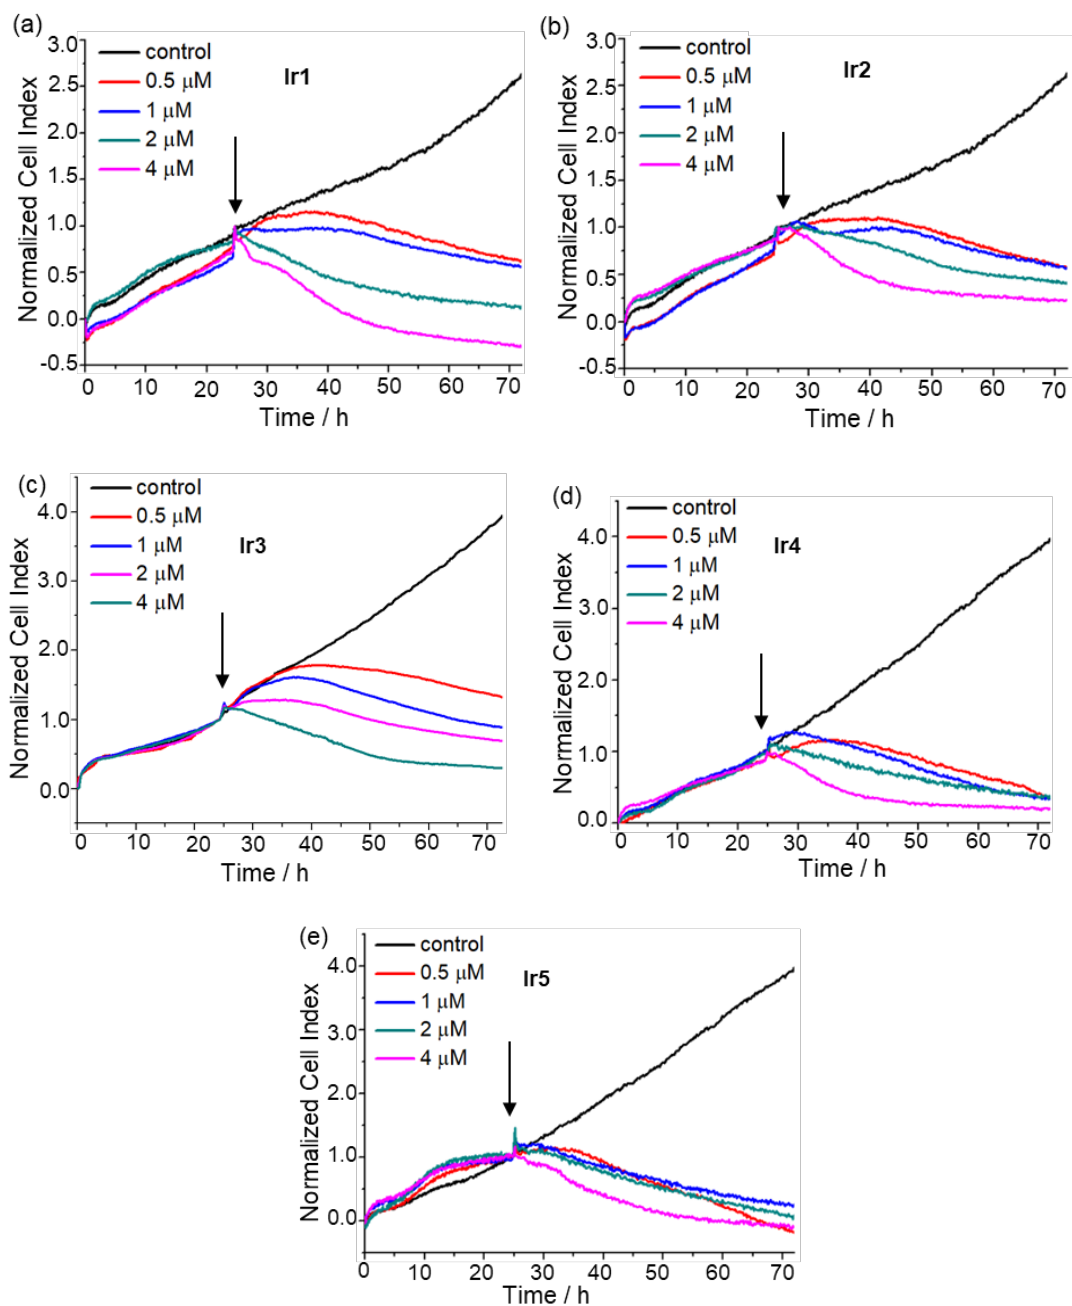 (a)
Normalized Cell Index
3.0
2.5
2.0
1.5
1.0
0.5
0.0
-0.5
control
0.5 μM
1 μM
2 μM
4 μM
Ir1
0 10 20 30 40 50 60 70
Time / h
(b)
Normalized Cell Index
3.0
2.5
2.0
1.5
1.0
0.5
0.0
-0.5
control
0.5 μM
1 μM
2 μM
4 μM
Ir2
0 10 20 30 40 50 60 70
Time / h
(c)
Normalized Cell Index
4.0
3.0
2.0
1.0
0.0
control
0.5 μM
1 μM
2 μM
4 μM
Ir3
0 10 20 30 40 50 60 70
Time / h
(d)
Normalized Cell Index
4.0
3.0
2.0
1.0
0.0
control
0.5 μM
1 μM
2 μM
4 μM
Ir4
0 10 20 30 40 50 60 70
Time / h
(e)
Normalized Cell Index
4.0
3.0
2.0
1.0
0.0
control
0.5 μM
1 μM
2 μM
4 μM
Ir5
0 10 20 30 40 50 60 70
Time / h